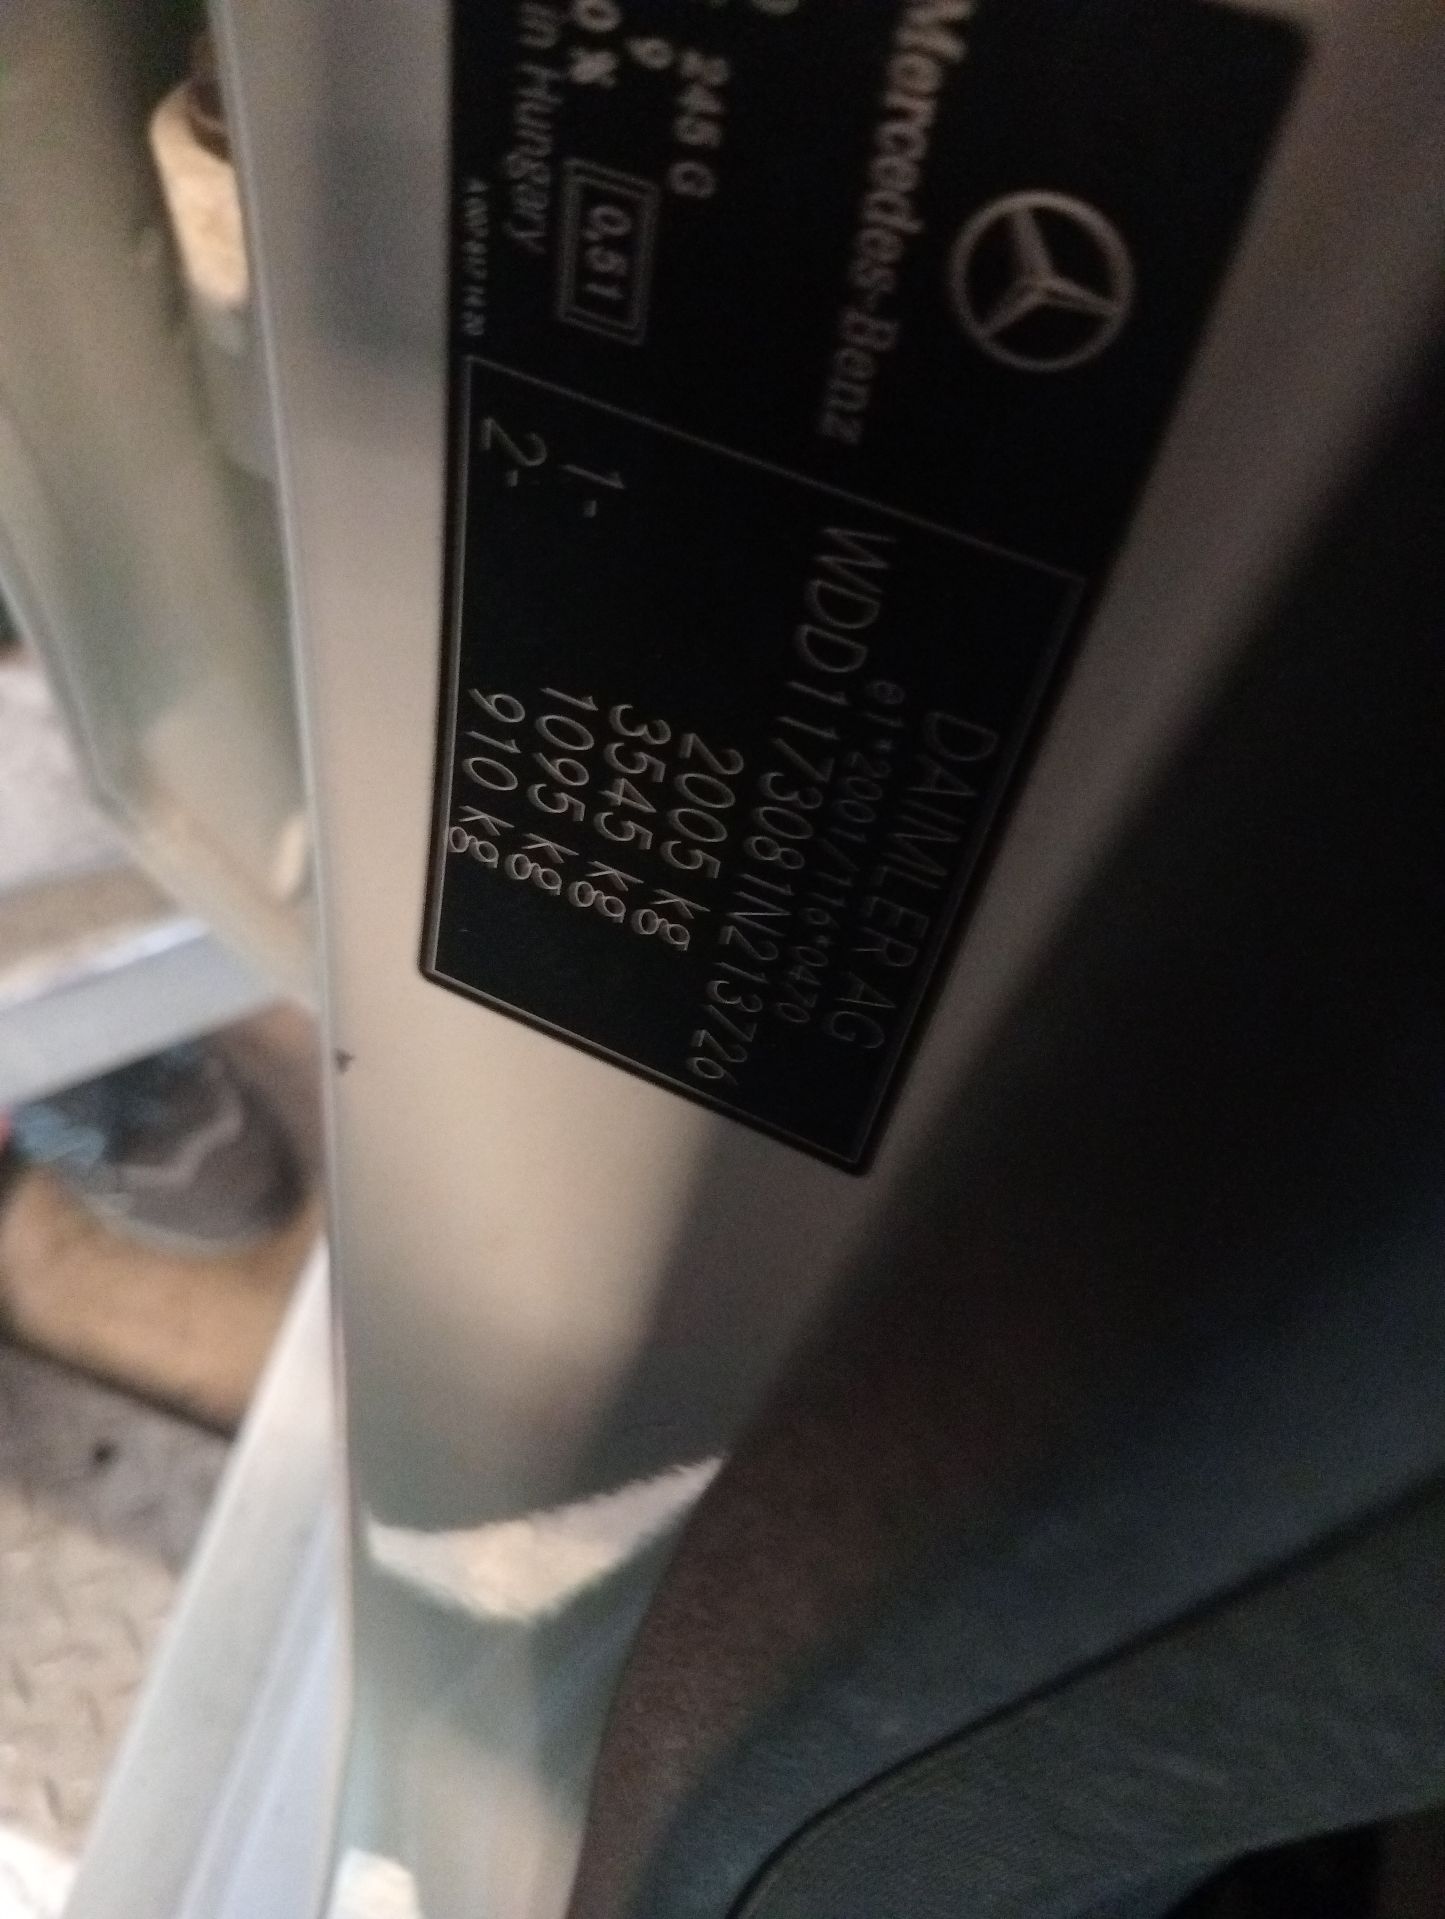 Mercedes-Benz
245 G
0.51
in Hungary
DAIMLER AG
e1*2001/116*0470
WDD1173081N213726
2005 kg
3545 kg
1- 1095 kg
2- 910 kg